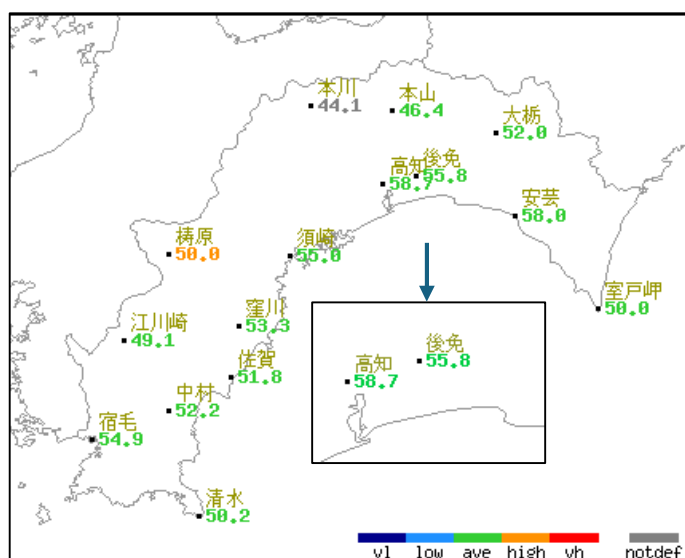 本川
44.1
本山
46.4
大栃
52.0
高知
58.7
後免
55.8
安芸
58.0
梼原
50.0
須崎
55.0
室戸岬
50.0
窪川
53.3
江川崎
49.1
佐賀
51.8
中村
52.2
宿毛
54.9
清水
50.2
後免
55.8
高知
58.7
vl low ave high vh notdef